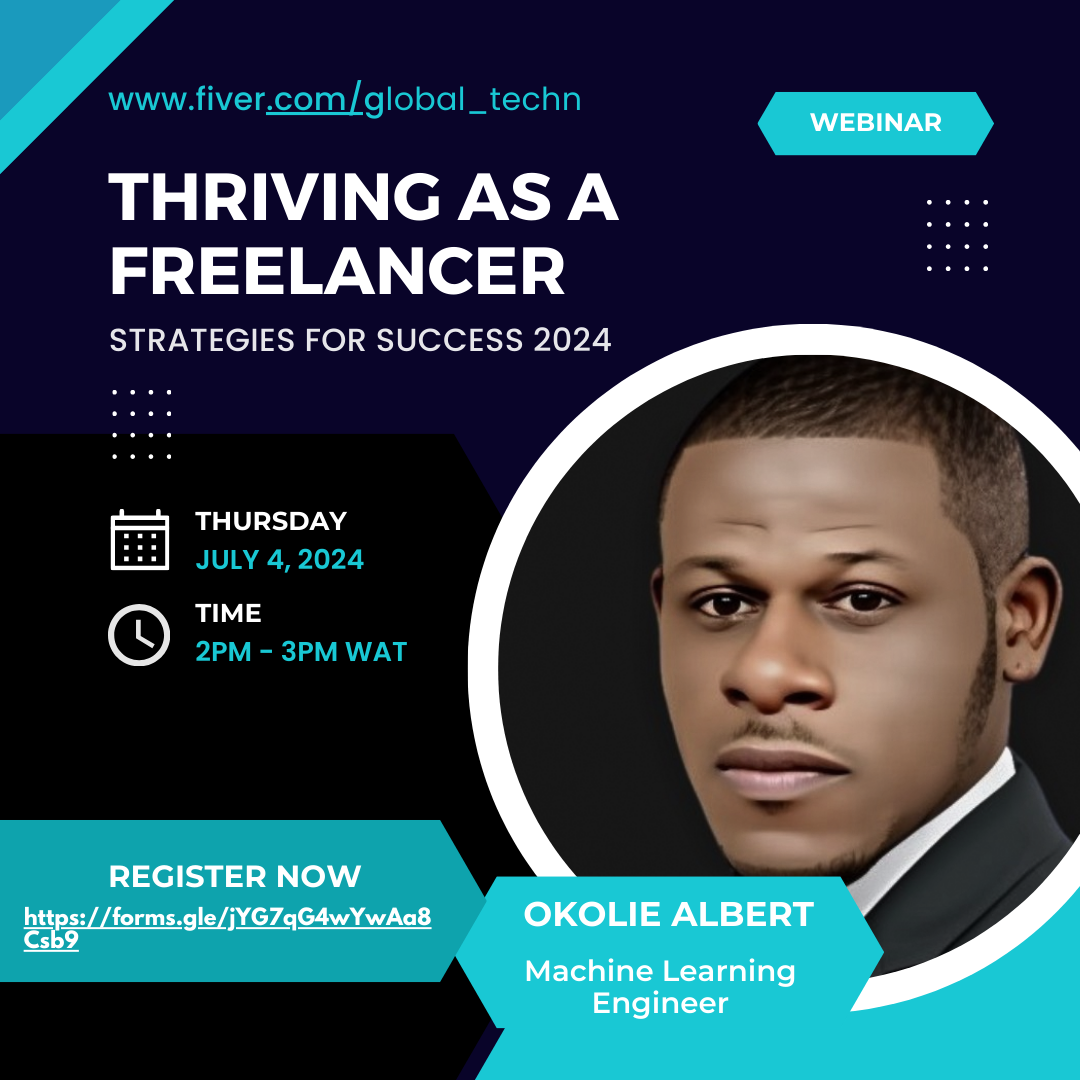 www.fiver.com/global_techn
WEBINAR
THRIVING AS A
FREELANCER
STRATEGIES FOR SUCCESS 2024
THURSDAY
JULY 4, 2024
TIME
2PM - 3PM WAT
REGISTER NOW
https://forms.gle/jYG7qG4wYwAa8
Csb9
OKOLIE ALBERT
Machine Learning
Engineer